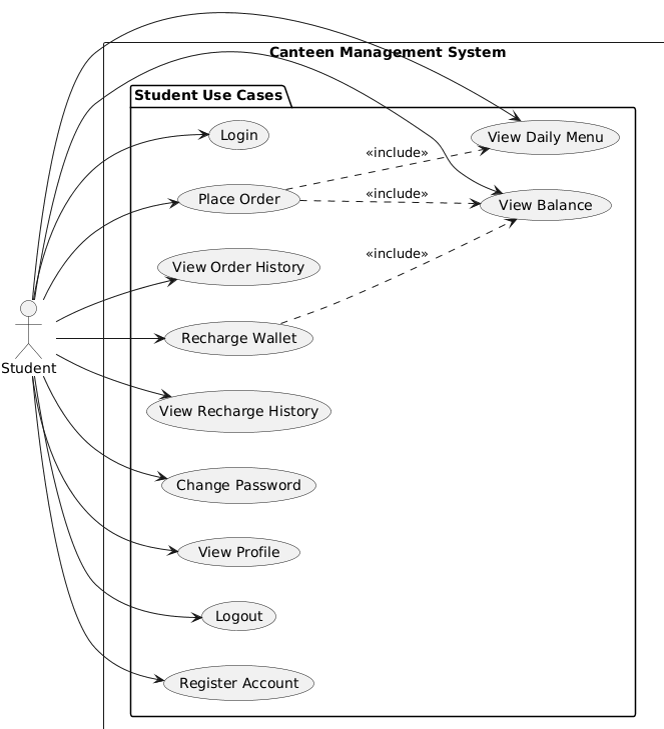 Canteen Management System
Student Use Cases
Login
View Daily Menu
«include»
Place Order
«include»
View Balance
View Order History
«include»
Recharge Wallet
Student
View Recharge History
Change Password
View Profile
Logout
Register Account